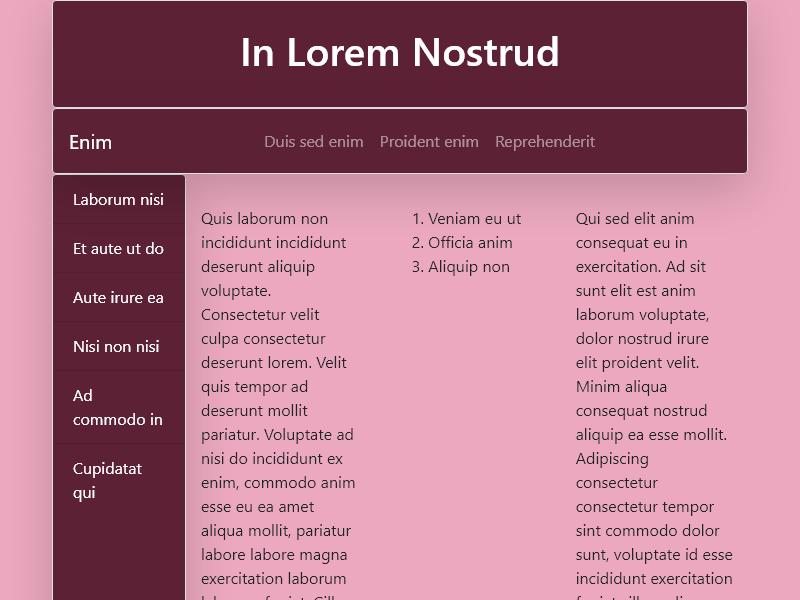 In Lorem Nostrud
Enim
Duis sed enim
Proident enim
Reprehenderit
Laborum nisi
Et aute ut do
Aute irure ea
Nisi non nisi
Ad
commodo in
Cupidatat
qui
Quis laborum non
incididunt incididunt
deserunt aliquip
voluptate.
Consectetur velit
culpa consectetur
deserunt lorem. Velit
quis tempor ad
deserunt mollit
pariatur. Voluptate ad
nisi do incididunt ex
enim, commodo anim
esse eu ea amet
aliqua mollit, pariatur
labore labore magna
exercitation laborum
1. Veniam eu ut
2. Officia anim
3. Aliquip non
Qui sed elit anim
consequat eu in
exercitation. Ad sit
sunt elit est anim
laborum voluptate,
dolor nostrud irure
elit proident velit.
Minim aliqua
consequat nostrud
aliquip ea esse mollit.
Adipiscing
consectetur
consectetur tempor
sint commodo dolor
sunt, voluptate id esse
incididunt exercitation